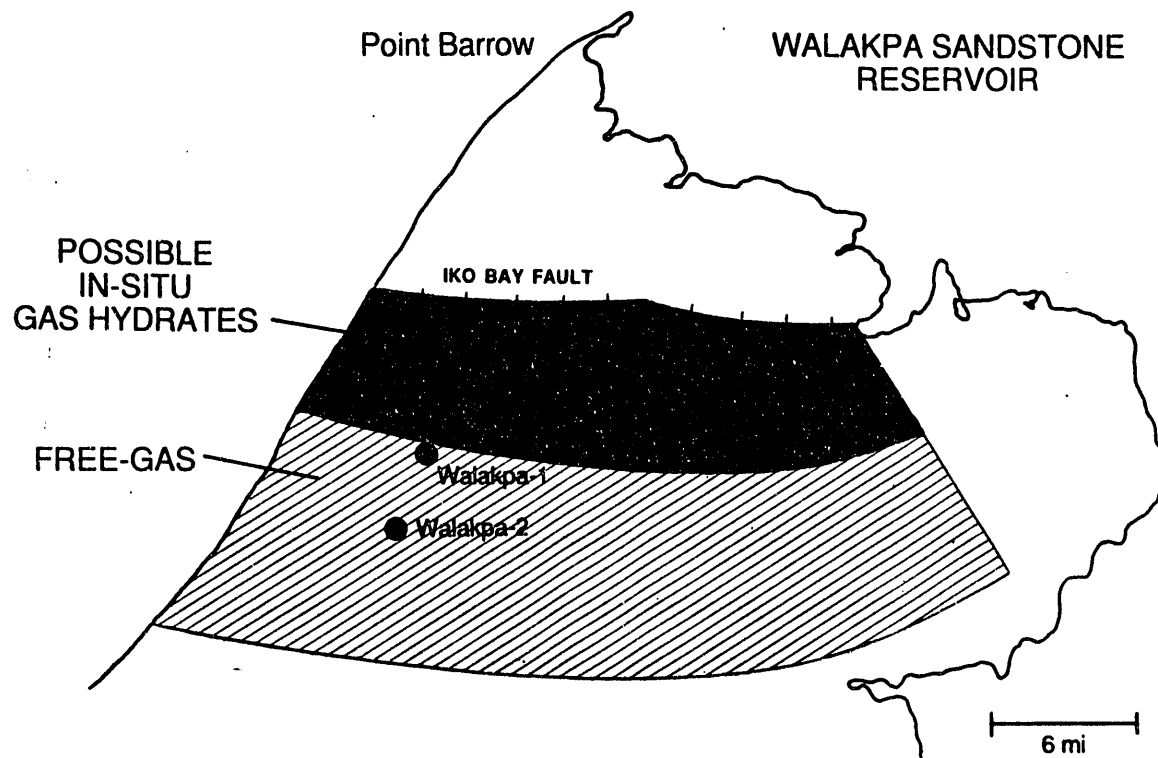 Point Barrow
WALAKPA SANDSTONE
RESERVOIR
POSSIBLE
IN-SITU
GAS HYDRATES
IKO BAY FAULT
FREE-GAS
Walakpa-1
Walakpa-2
6 mi